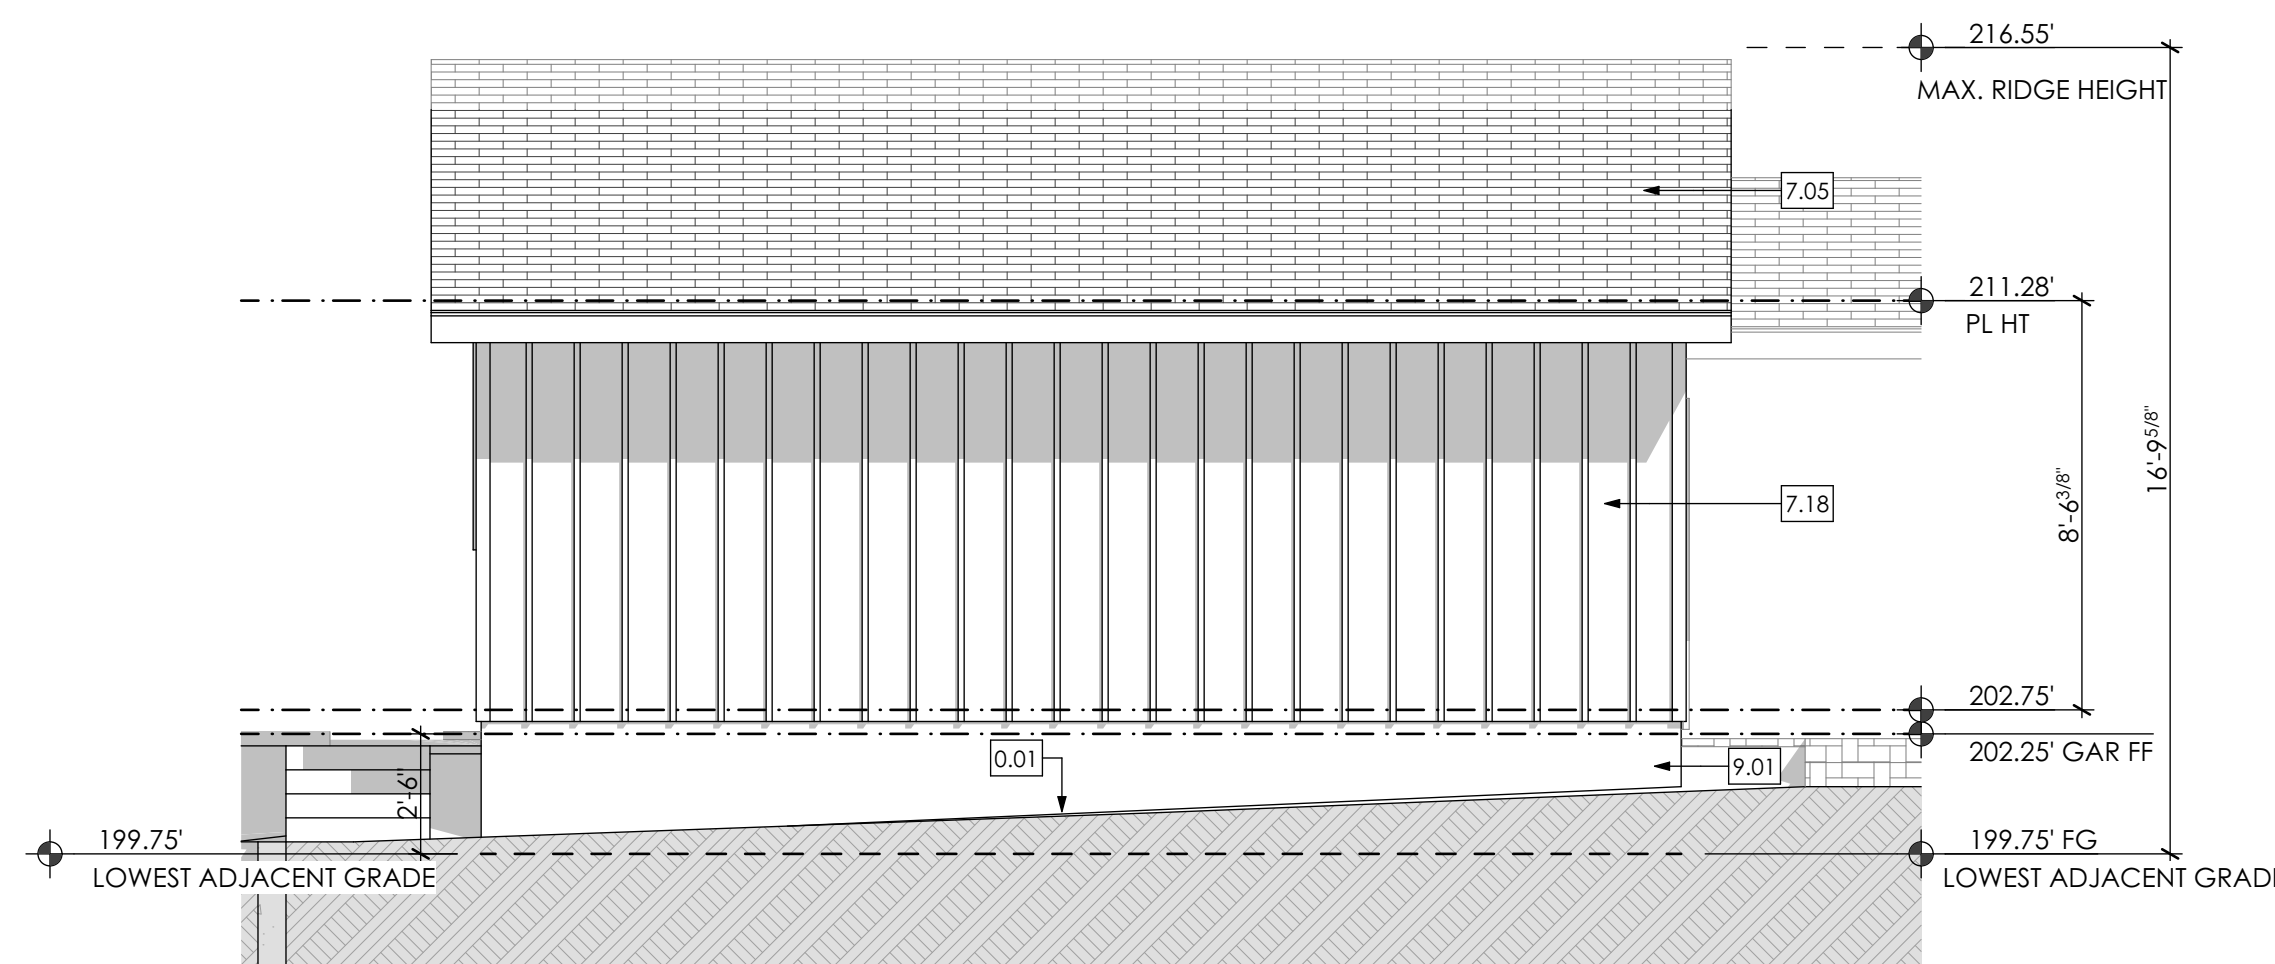 216.55'
MAX. RIDGE HEIGHT
7.05
211.28'
PL HT
16'-9 5/8"
8'-6 3/8"
7.18
202.75'
0.01
9.01
202.25' GAR FF
2'-6"
199.75'
LOWEST ADJACENT GRADE
199.75' FG
LOWEST ADJACENT GRADE